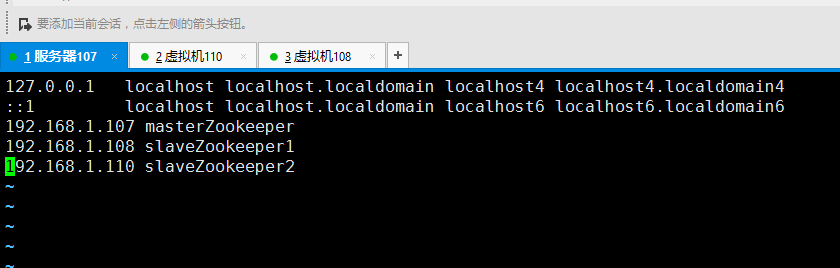 要添加当前会话，点击左侧的箭头按钮。
1 服务器107 × 2 虚拟机110 × 3 虚拟机108 × +
127.0.0.1   localhost localhost.localdomain localhost4 localhost4.localdomain4
::1         localhost localhost.localdomain localhost6 localhost6.localdomain6
192.168.1.107 masterZookeeper
192.168.1.108 slaveZookeeper1
192.168.1.110 slaveZookeeper2
~
~
~
~
~